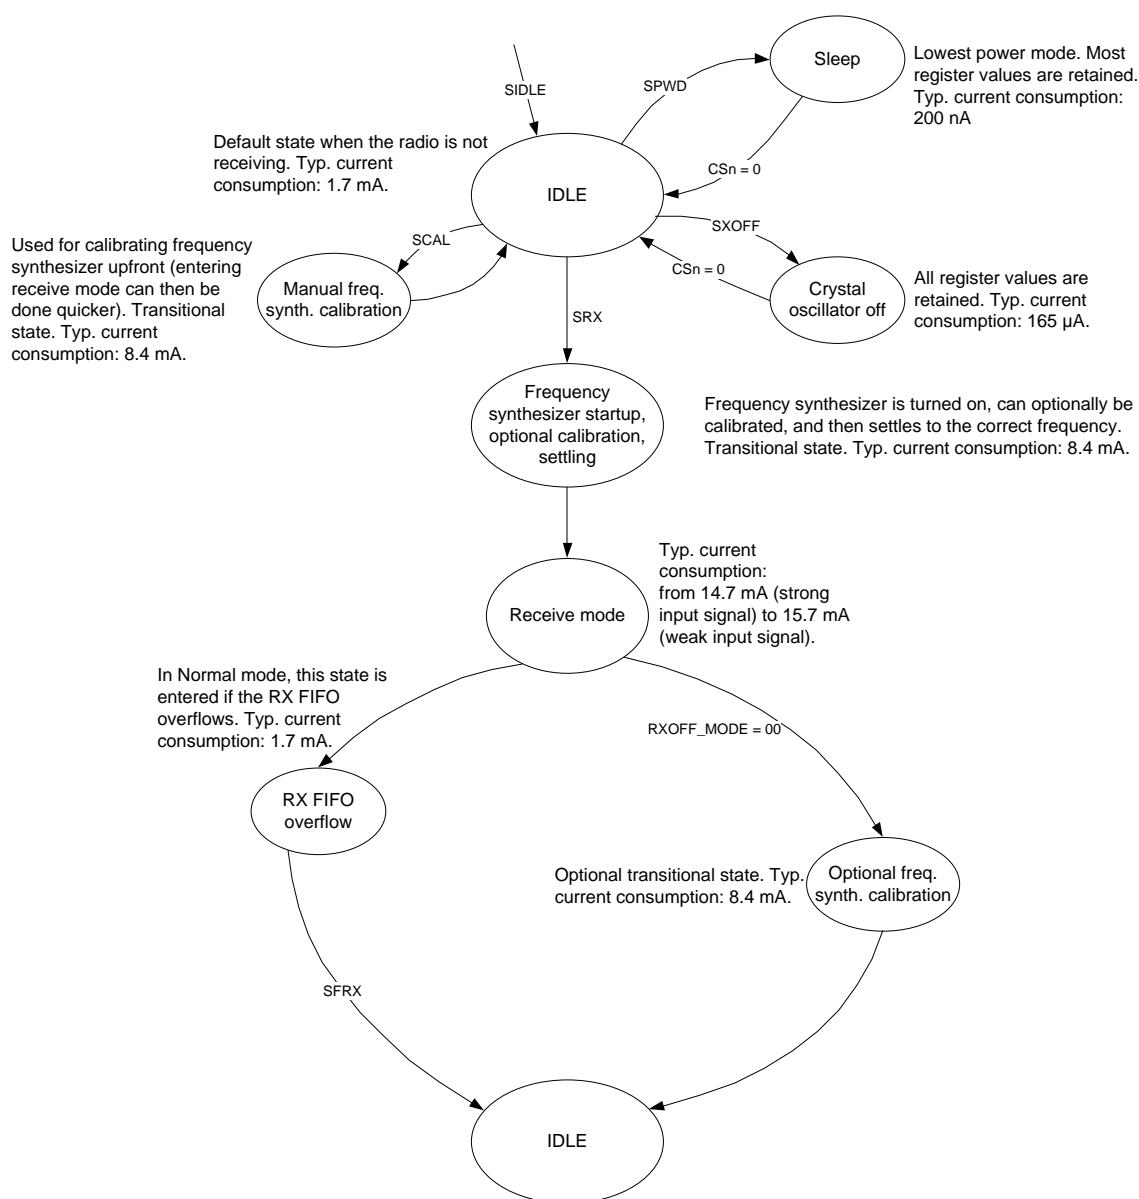 Sleep
Lowest power mode. Most
register values are retained.
Typ. current consumption:
200 nA
SIDLE
SPWD
Default state when the radio is not
receiving. Typ. current
consumption: 1.7 mA.
CSn = 0
IDLE
SXOFF
SCAL
CSn = 0
Used for calibrating frequency
synthesizer upfront (entering
receive mode can then be
done quicker). Transitional
state. Typ. current
consumption: 8.4 mA.
Manual freq.
synth. calibration
Crystal
oscillator off
All register values are
retained. Typ. current
consumption: 165 µA.
SRX
Frequency
synthesizer startup,
optional calibration,
settling
Frequency synthesizer is turned on, can optionally be
calibrated, and then settles to the correct frequency.
Transitional state. Typ. current consumption: 8.4 mA.
Receive mode
Typ. current
consumption:
from 14.7 mA (strong
input signal) to 15.7 mA
(weak input signal).
In Normal mode, this state is
entered if the RX FIFO
overflows. Typ. current
consumption: 1.7 mA.
RXOFF_MODE = 00
RX FIFO
overflow
Optional transitional state. Typ.
current consumption: 8.4 mA.
Optional freq.
synth. calibration
SFRX
IDLE